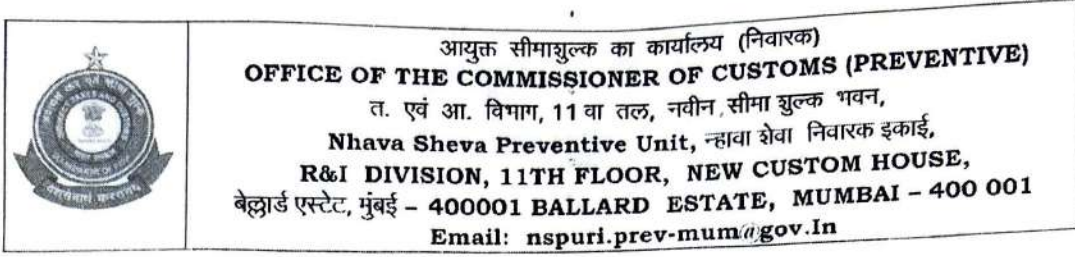 आयुक्त सीमाशुल्क का कार्यालय (निवारक)
OFFICE OF THE COMMISSIONER OF CUSTOMS (PREVENTIVE)
त. एवं आ. विभाग, 11 वा तल, नवीन सीमा शुल्क भवन,
Nhava Sheva Preventive Unit, न्हावा शेवा निवारक इकाई,
R&I DIVISION, 11TH FLOOR, NEW CUSTOM HOUSE,
बेल्लार्ड एस्टेट, मुंबई – 400001 BALLARD ESTATE, MUMBAI – 400 001
Email: nspuri.prev-mum@gov.In